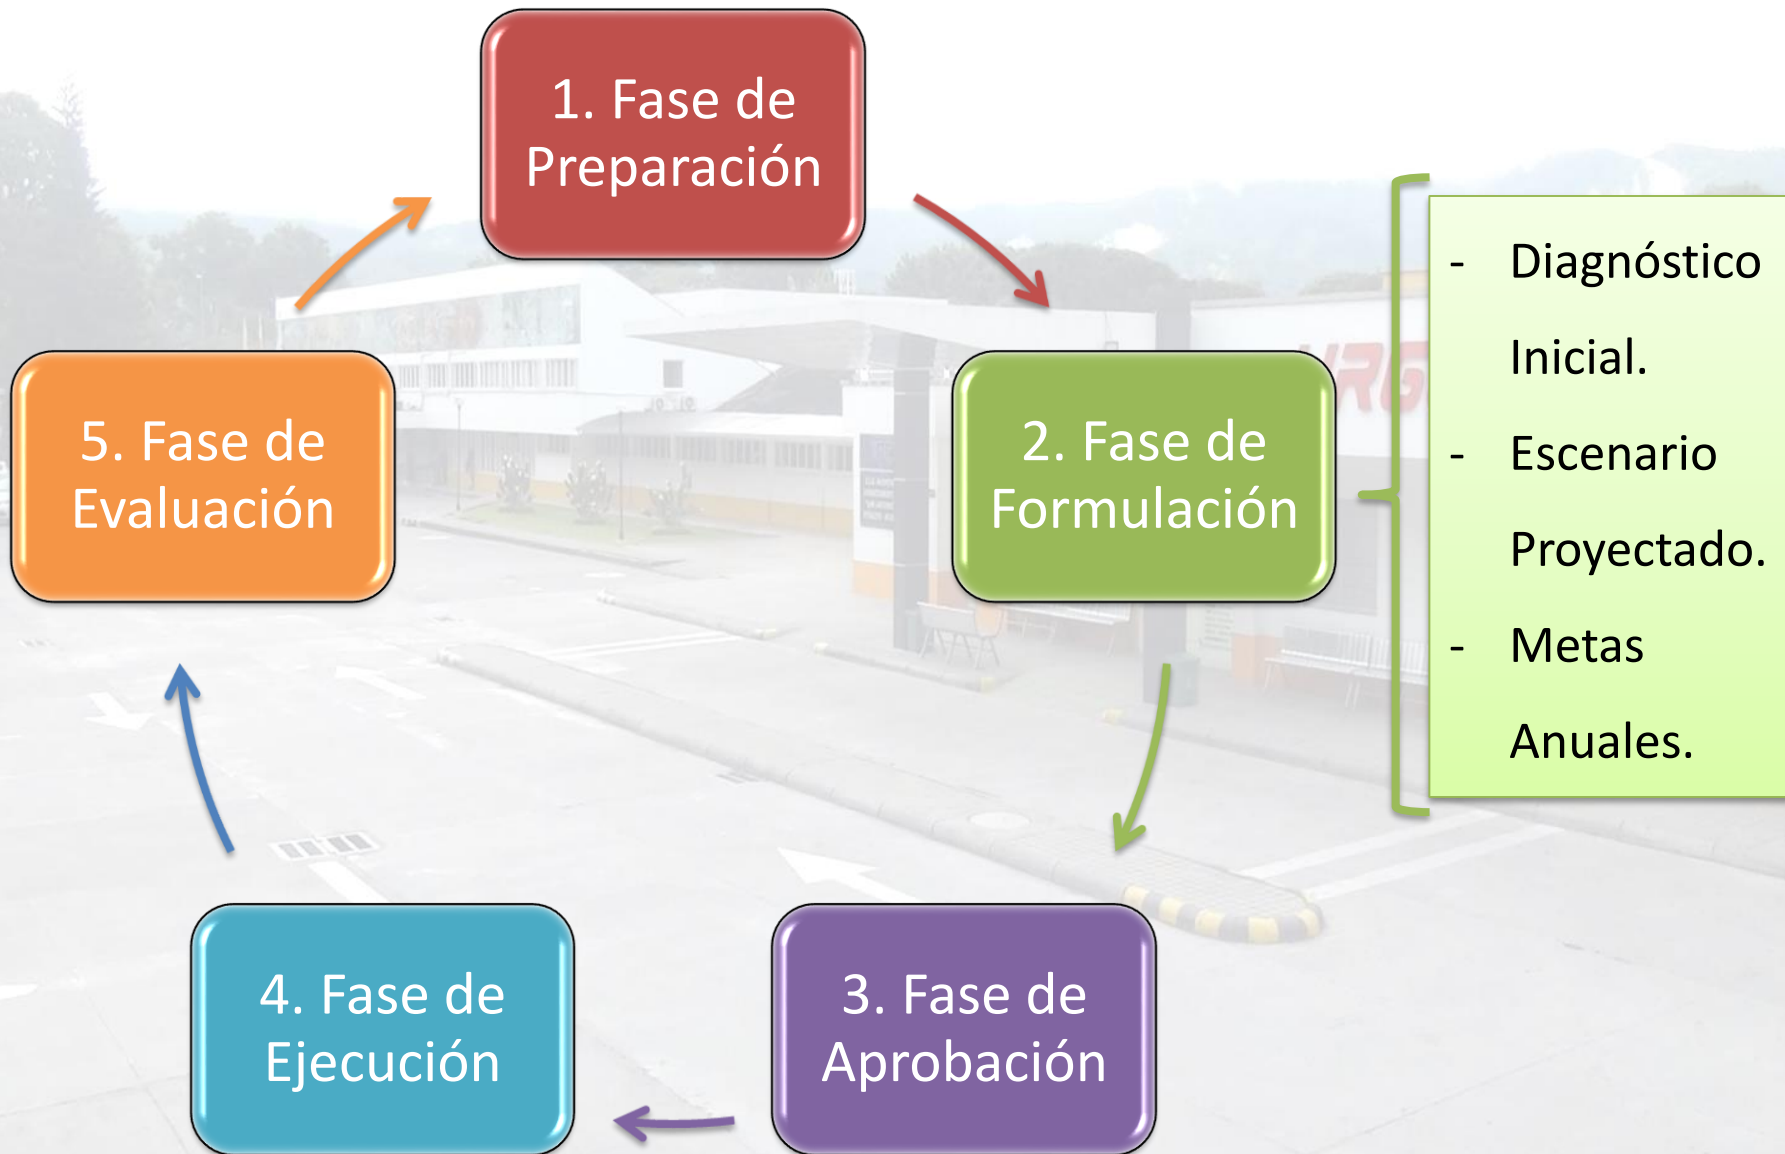 1. Fase de
Preparación
2. Fase de
Formulación
- Diagnóstico
Inicial.
- Escenario
Proyectado.
- Metas
Anuales.
3. Fase de
Aprobación
4. Fase de
Ejecución
5. Fase de
Evaluación
URG